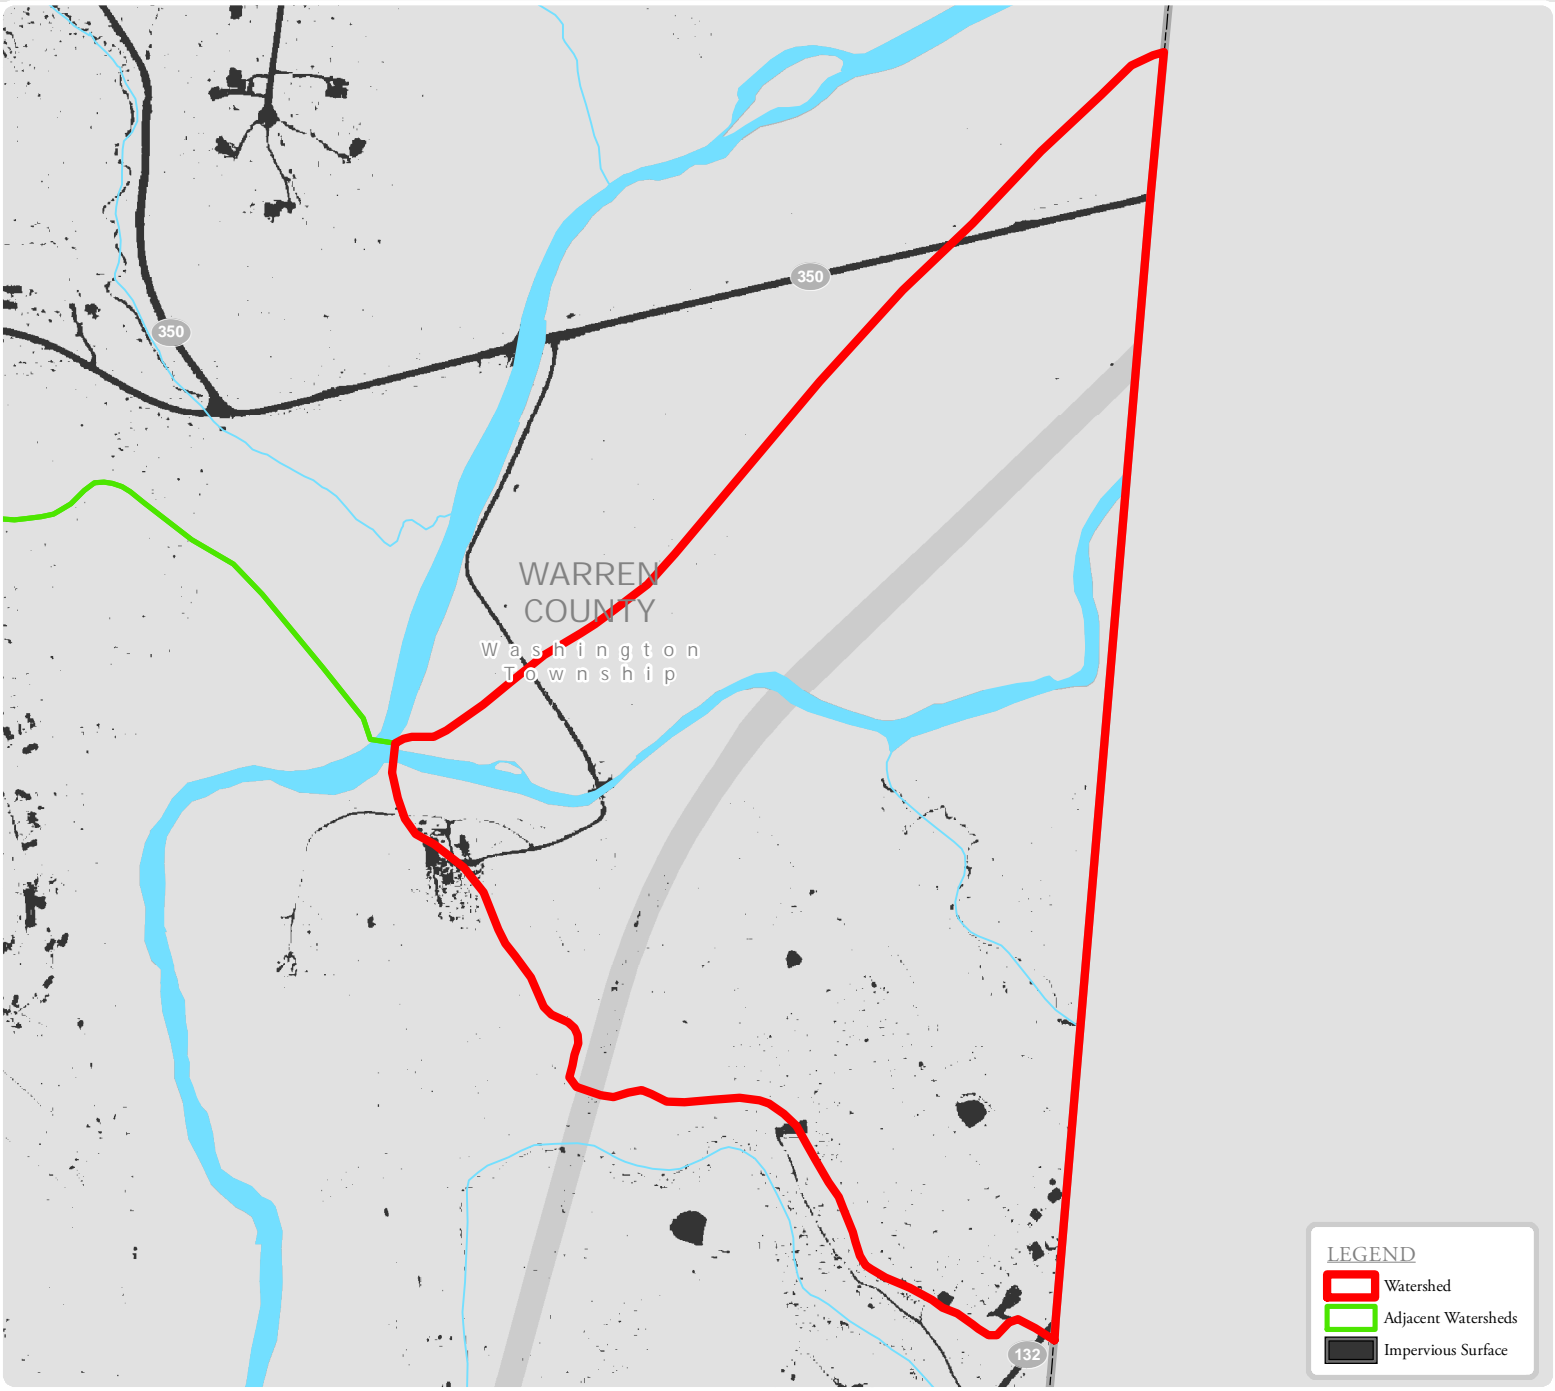 350
350
WARREN
COUNTY
Washington
Township
132
LEGEND
Watershed
Adjacent Watersheds
Impervious Surface